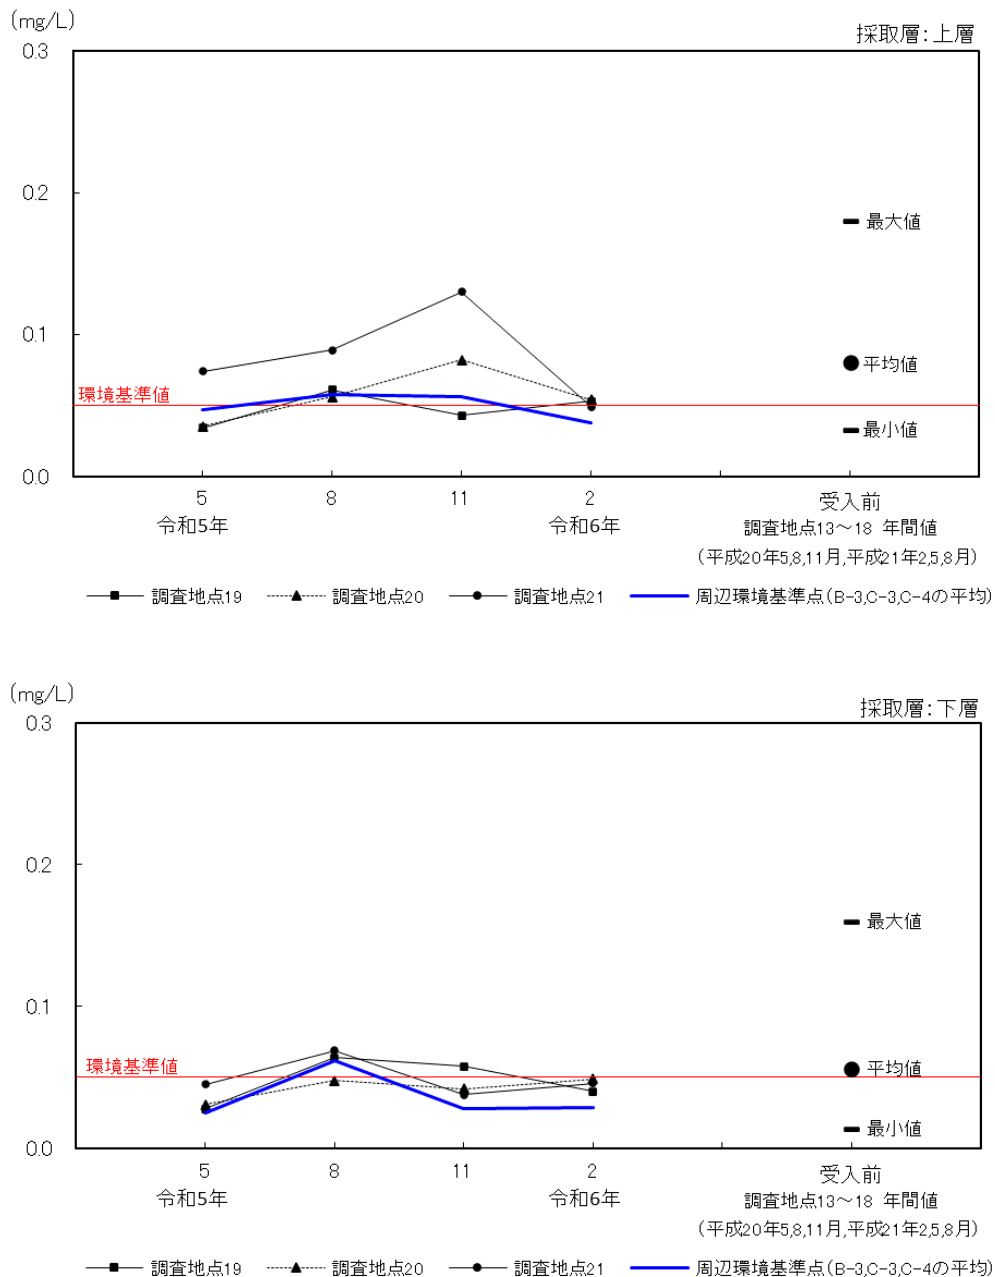 (mg/L)
採取層：上層
0.3
0.2
最大値
0.1
平均値
環境基準値
最小値
0.0
5 8 11 2 受入前
令和5年 令和6年 調査地点13～18 年間値
(平成20年5,8,11月,平成21年2,5,8月)
調査地点19 調査地点20 調査地点21 周辺環境基準点(B-3,C-3,C-4の平均)
(mg/L)
採取層：下層
0.3
0.2
最大値
0.1
環境基準値
平均値
最小値
0.0
5 8 11 2 受入前
令和5年 令和6年 調査地点13～18 年間値
(平成20年5,8,11月,平成21年2,5,8月)
調査地点19 調査地点20 調査地点21 周辺環境基準点(B-3,C-3,C-4の平均)